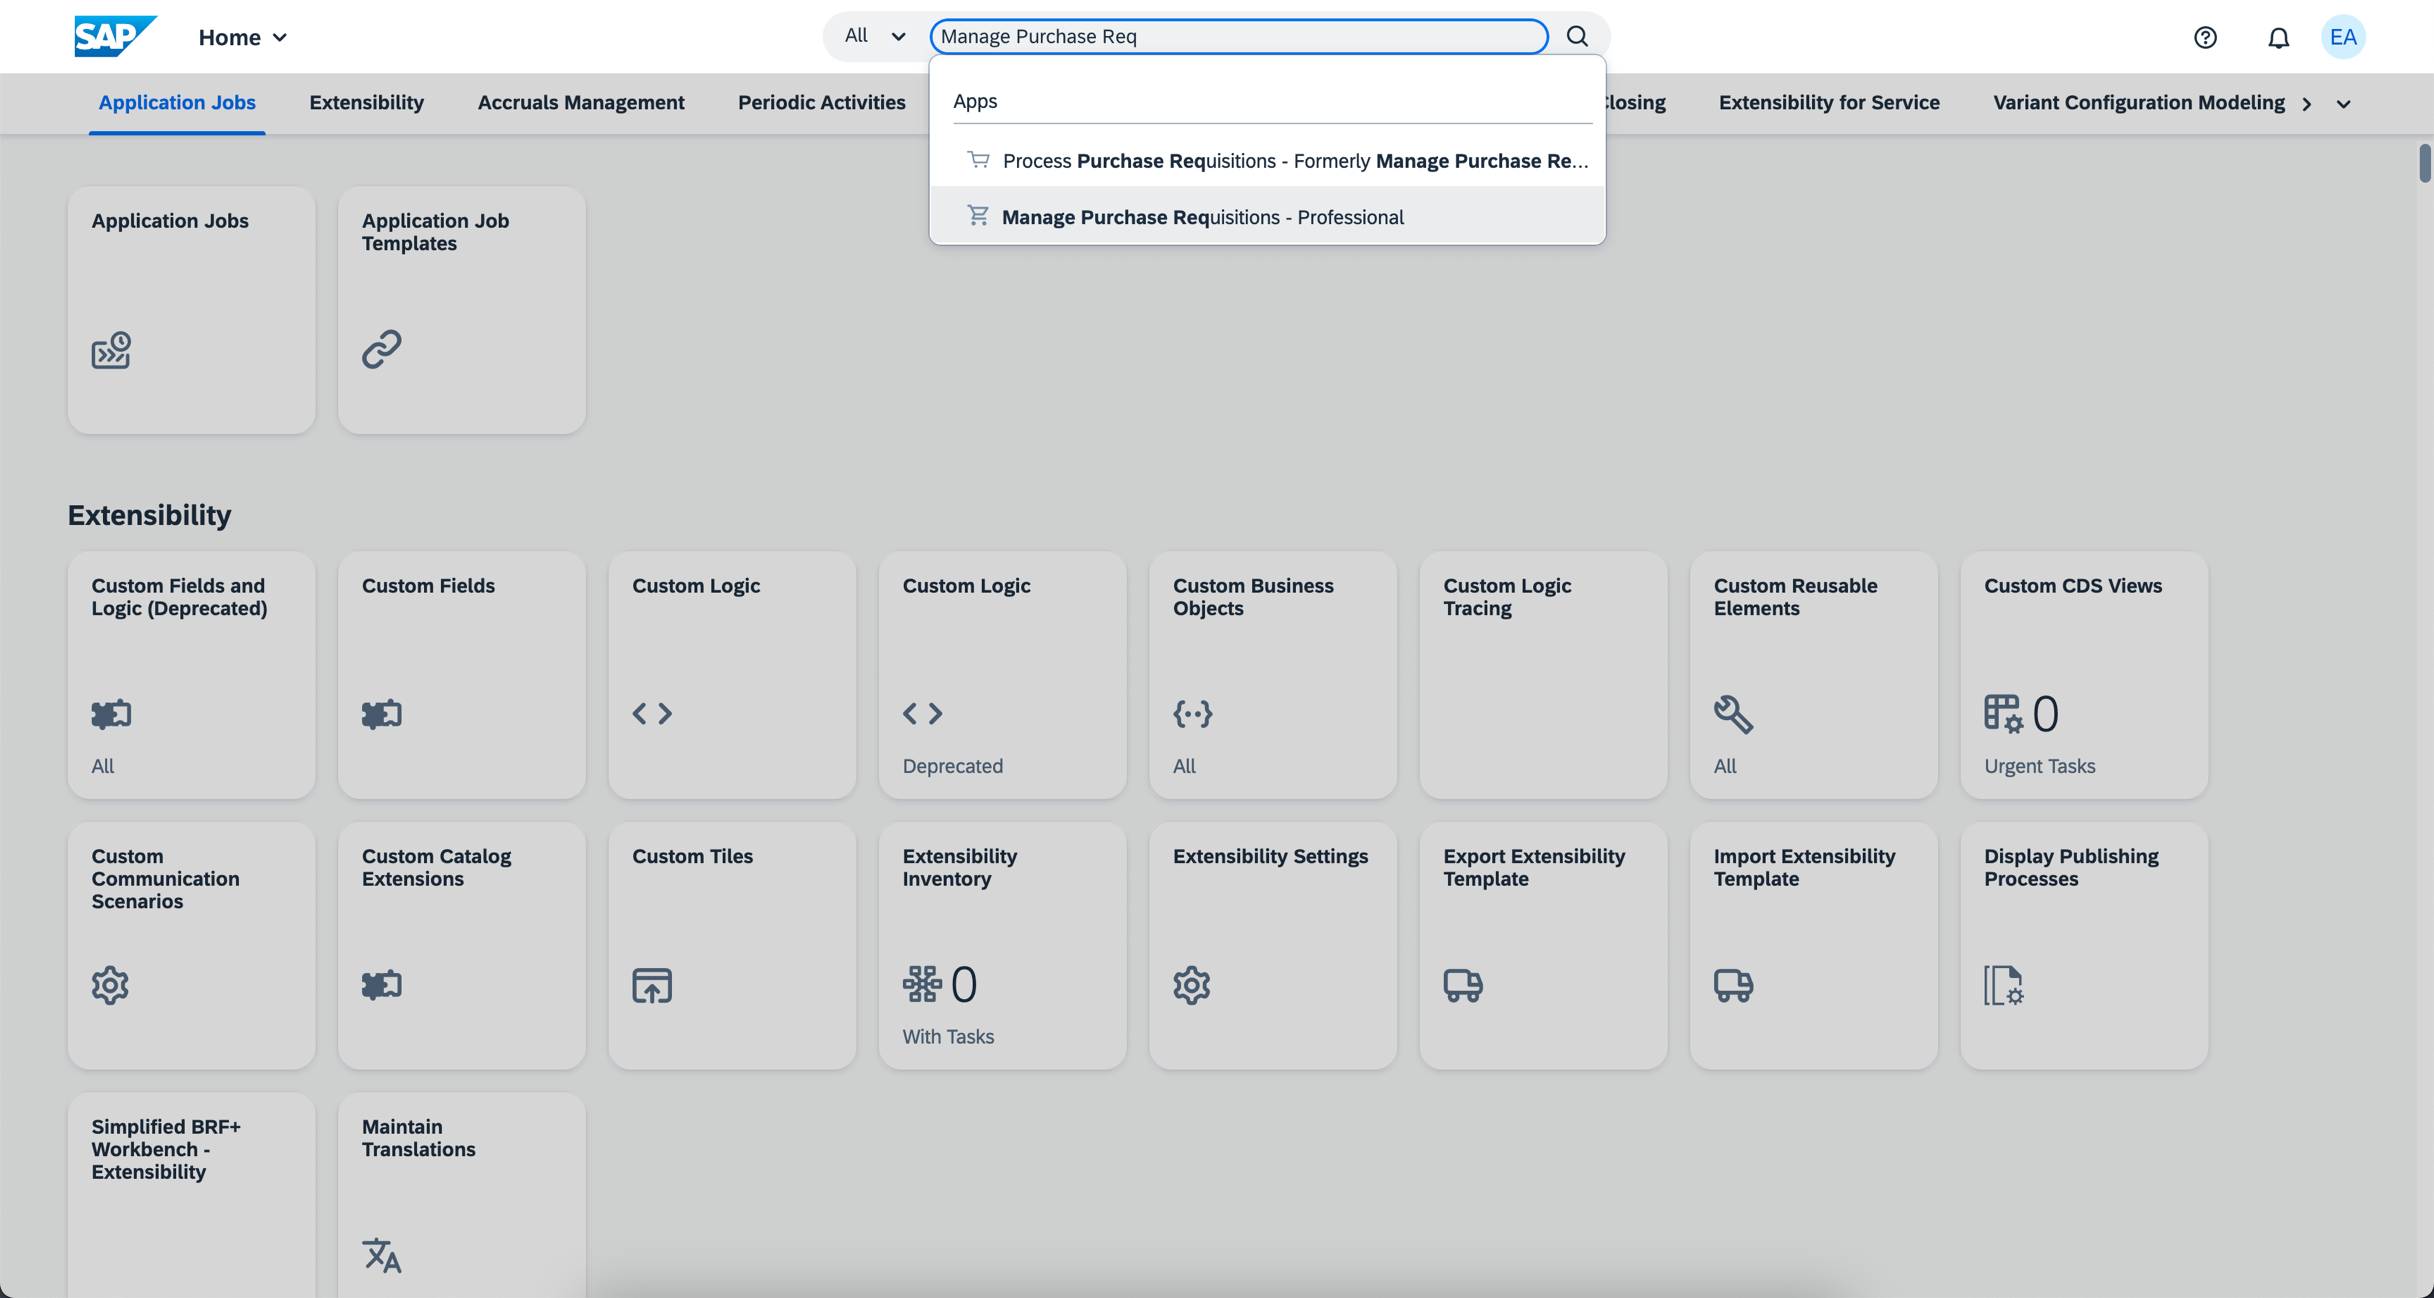 SAP
Home
All
Manage Purchase Req
EA
Application Jobs
Extensibility
Accruals Management
Periodic Activities
Closing
Extensibility for Service
Variant Configuration Modeling
Apps
Process Purchase Requisitions - Formerly Manage Purchase Re...
Manage Purchase Requisitions - Professional
Application Jobs
Application Job
Templates
Extensibility
Custom Fields and
Logic (Deprecated)
All
Custom Fields
Custom Logic
Custom Logic
Deprecated
Custom Business
Objects
All
Custom Logic
Tracing
Custom Reusable
Elements
All
Custom CDS Views
0
Urgent Tasks
Custom
Communication
Scenarios
Custom Catalog
Extensions
Custom Tiles
Extensibility
Inventory
0
With Tasks
Extensibility Settings
Export Extensibility
Template
Import Extensibility
Template
Display Publishing
Processes
Simplified BRF+
Workbench -
Extensibility
Maintain
Translations